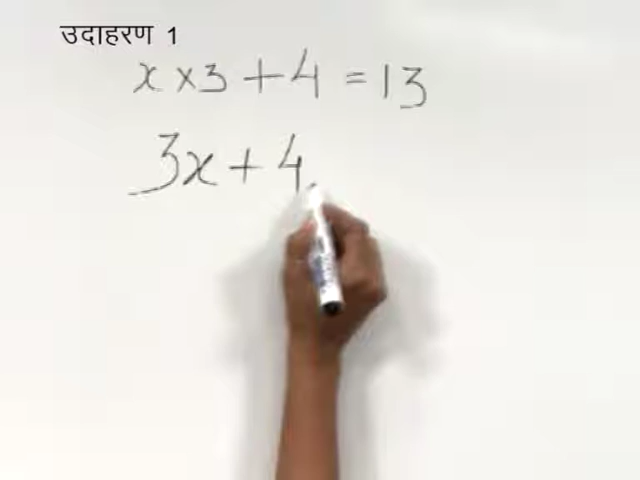 उदाहरण 1
x × 3 + 4 = 13
3x + 4